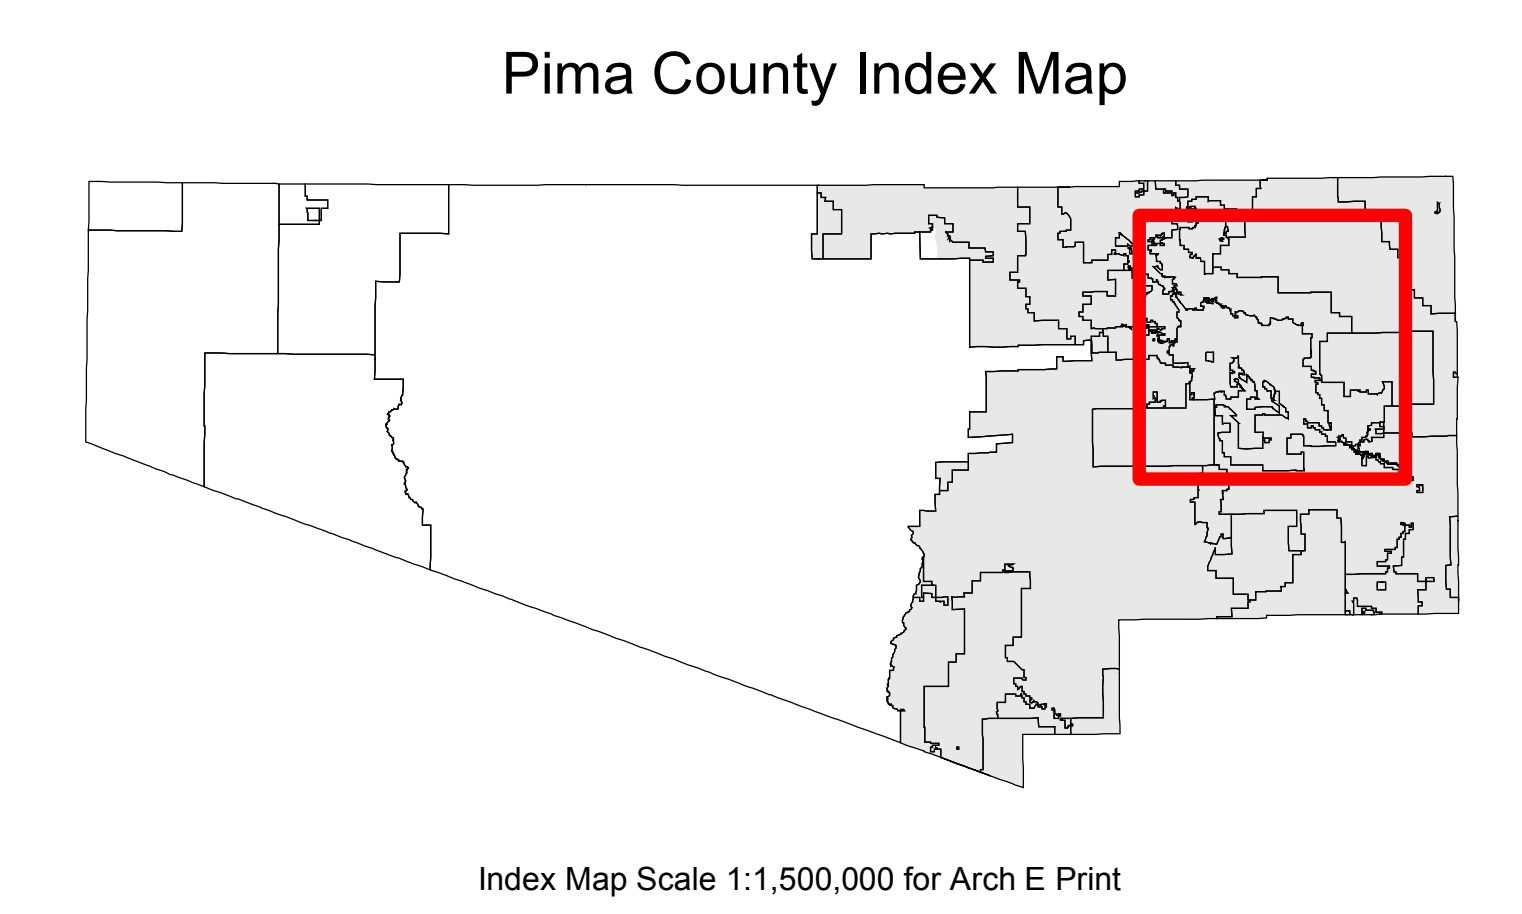 Pima County Index Map
Index Map Scale 1:1,500,000 for Arch E Print